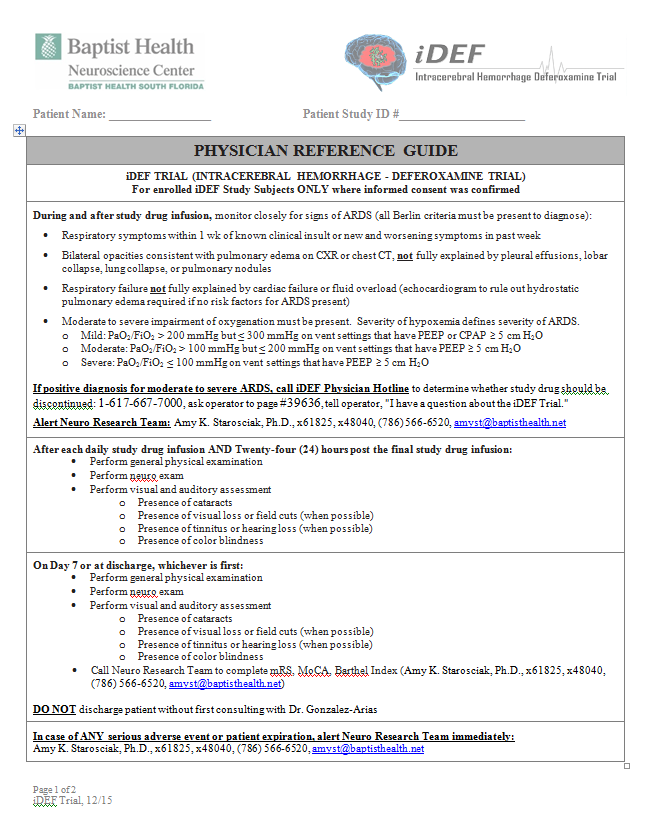 Baptist Health
Neuroscience Center
BAPTIST HEALTH SOUTH FLORIDA
iDEF
Intracerebral Hemorrhage Deferoxamine Trial
Patient Name: _________________
Patient Study ID #_____________________
PHYSICIAN REFERENCE GUIDE
iDEF TRIAL (INTRACEREBRAL HEMORRHAGE - DEFEROXAMINE TRIAL)
For enrolled iDEF Study Subjects ONLY where informed consent was confirmed
During and after study drug infusion, monitor closely for signs of ARDS (all Berlin criteria must be present to diagnose):
• Respiratory symptoms within 1 wk of known clinical insult or new and worsening symptoms in past week
• Bilateral opacities consistent with pulmonary edema on CXR or chest CT, not fully explained by pleural effusions, lobar
collapse, lung collapse, or pulmonary nodules
• Respiratory failure not fully explained by cardiac failure or fluid overload (echocardiogram to rule out hydrostatic
pulmonary edema required if no risk factors for ARDS present)
• Moderate to severe impairment of oxygenation must be present. Severity of hypoxemia defines severity of ARDS.
o Mild: PaO₂/FiO₂ > 200 mmHg but ≤ 300 mmHg on vent settings that have PEEP or CPAP ≥ 5 cm H₂O
o Moderate: PaO₂/FiO₂ > 100 mmHg but ≤ 200 mmHg on vent settings that have PEEP ≥ 5 cm H₂O
o Severe: PaO₂/FiO₂ ≤ 100 mmHg on vent settings that have PEEP ≥ 5 cm H₂O
If positive diagnosis for moderate to severe ARDS, call iDEF Physician Hotline to determine whether study drug should be
discontinued: 1-617-667-7000, ask operator to page #39636, tell operator, "I have a question about the iDEF Trial."
Alert Neuro Research Team: Amy K. Starosciak, Ph.D., x61825, x48040, (786) 566-6520, amyst@baptisthealth.net
After each daily study drug infusion AND Twenty-four (24) hours post the final study drug infusion:
• Perform general physical examination
• Perform neuro exam
• Perform visual and auditory assessment
o Presence of cataracts
o Presence of visual loss or field cuts (when possible)
o Presence of tinnitus or hearing loss (when possible)
o Presence of color blindness
On Day 7 or at discharge, whichever is first:
• Perform general physical examination
• Perform neuro exam
• Perform visual and auditory assessment
o Presence of cataracts
o Presence of visual loss or field cuts (when possible)
o Presence of tinnitus or hearing loss (when possible)
o Presence of color blindness
• Call Neuro Research Team to complete mRS, MoCA, Barthel Index (Amy K. Starosciak, Ph.D., x61825, x48040,
(786) 566-6520, amyst@baptisthealth.net)
DO NOT discharge patient without first consulting with Dr. Gonzalez-Arias
In case of ANY serious adverse event or patient expiration, alert Neuro Research Team immediately:
Amy K. Starosciak, Ph.D., x61825, x48040, (786) 566-6520, amyst@baptisthealth.net
Page 1 of 2
iDEF Trial, 12/15